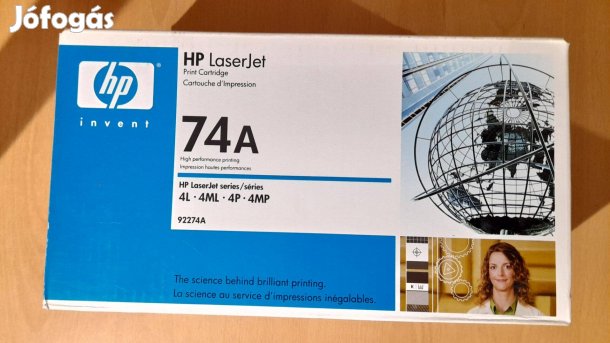 Jófogás
hp
®
invent
HP LaserJet
Print Cartridge
Cartouche d'Impression
74A
High performance printing
Impression hautes performances
HP LaserJet series/séries
4L · 4ML · 4P · 4MP
92274A
The science behind brilliant printing.
La science au service d'impressions inégalables.